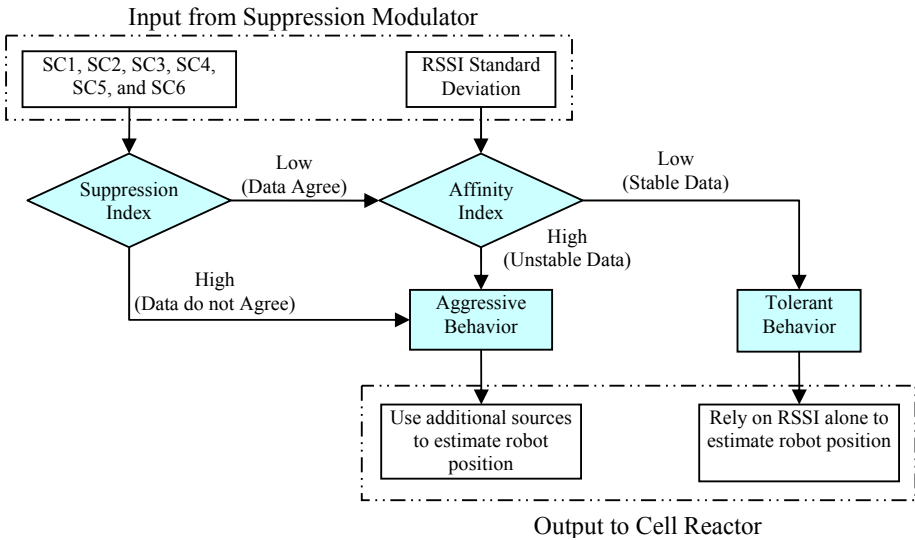 Input from Suppression Modulator
SC1, SC2, SC3, SC4,
SC5, and SC6
RSSI Standard
Deviation
Low
(Data Agree)
Low
(Stable Data)
Suppression
Index
Affinity
Index
High
(Unstable Data)
High
(Data do not Agree)
Aggressive
Behavior
Tolerant
Behavior
Use additional sources
to estimate robot
position
Rely on RSSI alone to
estimate robot position
Output to Cell Reactor